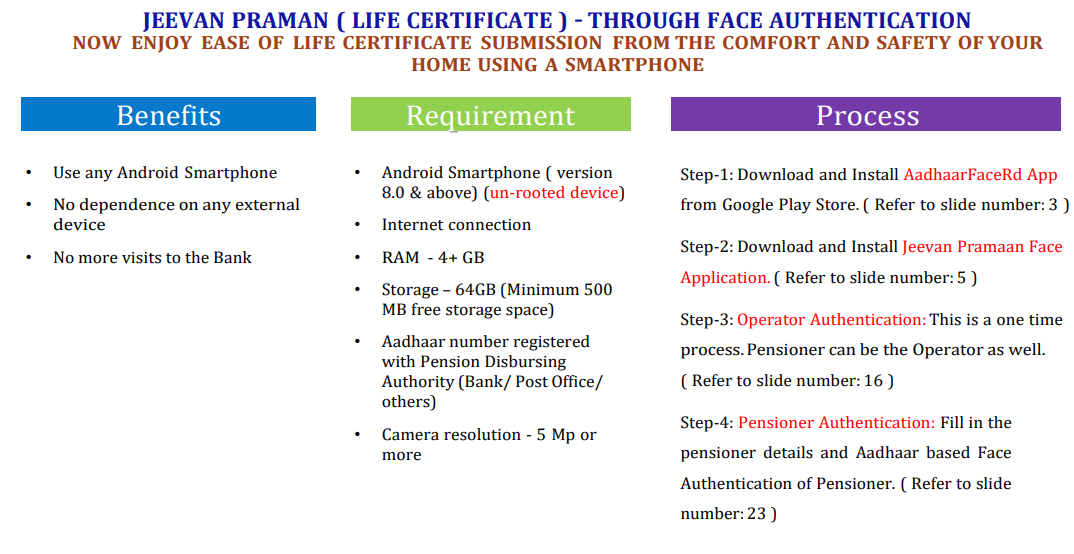 JEEVAN PRAMAN ( LIFE CERTIFICATE ) - THROUGH FACE AUTHENTICATION
NOW ENJOY EASE OF LIFE CERTIFICATE SUBMISSION FROM THE COMFORT AND SAFETY OF YOUR
HOME USING A SMARTPHONE
Benefits
• Use any Android Smartphone
• No dependence on any external
device
• No more visits to the Bank
Requirement
• Android Smartphone ( version
8.0 & above) (un-rooted device)
• Internet connection
• RAM - 4+ GB
• Storage – 64GB (Minimum 500
MB free storage space)
• Aadhaar number registered
with Pension Disbursing
Authority (Bank/ Post Office/
others)
• Camera resolution - 5 Mp or
more
Process
Step-1: Download and Install AadhaarFaceRd App
from Google Play Store. ( Refer to slide number: 3 )
Step-2: Download and Install Jeevan Pramaan Face
Application. ( Refer to slide number: 5 )
Step-3: Operator Authentication: This is a one time
process. Pensioner can be the Operator as well.
( Refer to slide number: 16 )
Step-4: Pensioner Authentication: Fill in the
pensioner details and Aadhaar based Face
Authentication of Pensioner. ( Refer to slide
number: 23 )